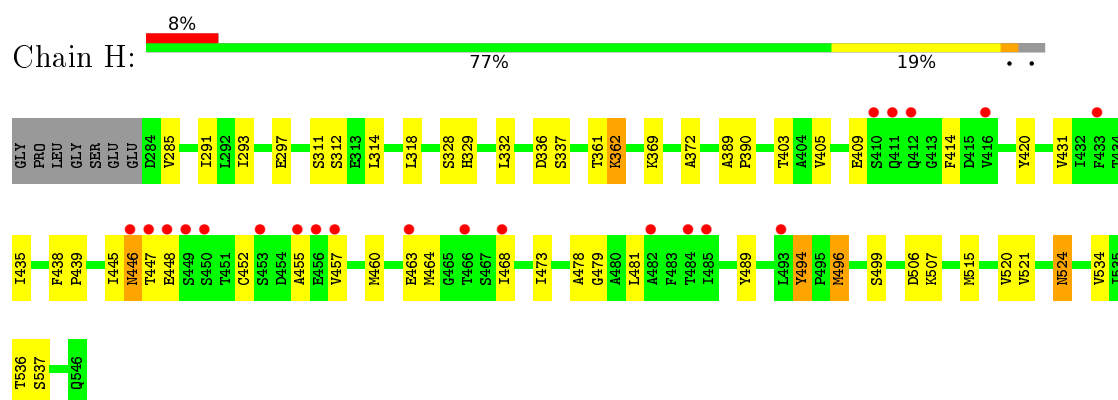 8%
Chain H:
77%
19%
• •
GLY PRO LEU GLY SER GLU GLU D284 V285 I291 L292 I293 E297 S311 S312 E313 L314 L318 S328 H329 L332 D336 S337 T361 K362 K369 A372 A389 P390 T403 A404 V405 E409 S410 Q411 Q412 G413 F414 D415 V416 Y420 V431 I432 F433
I435 F438 P439 I445 N446 T447 E448 S449 S450 T451 C452 S453 D454 A455 E456 V457 M460 E463 M464 G465 T466 S467 I468 I473 A478 G479 A480 L481 A482 F483 T484 I485 Y489 L493 Y494 P495 M496 S499 D506 K507 M515 V520 V521 N524 V534
T536 S537 Q546